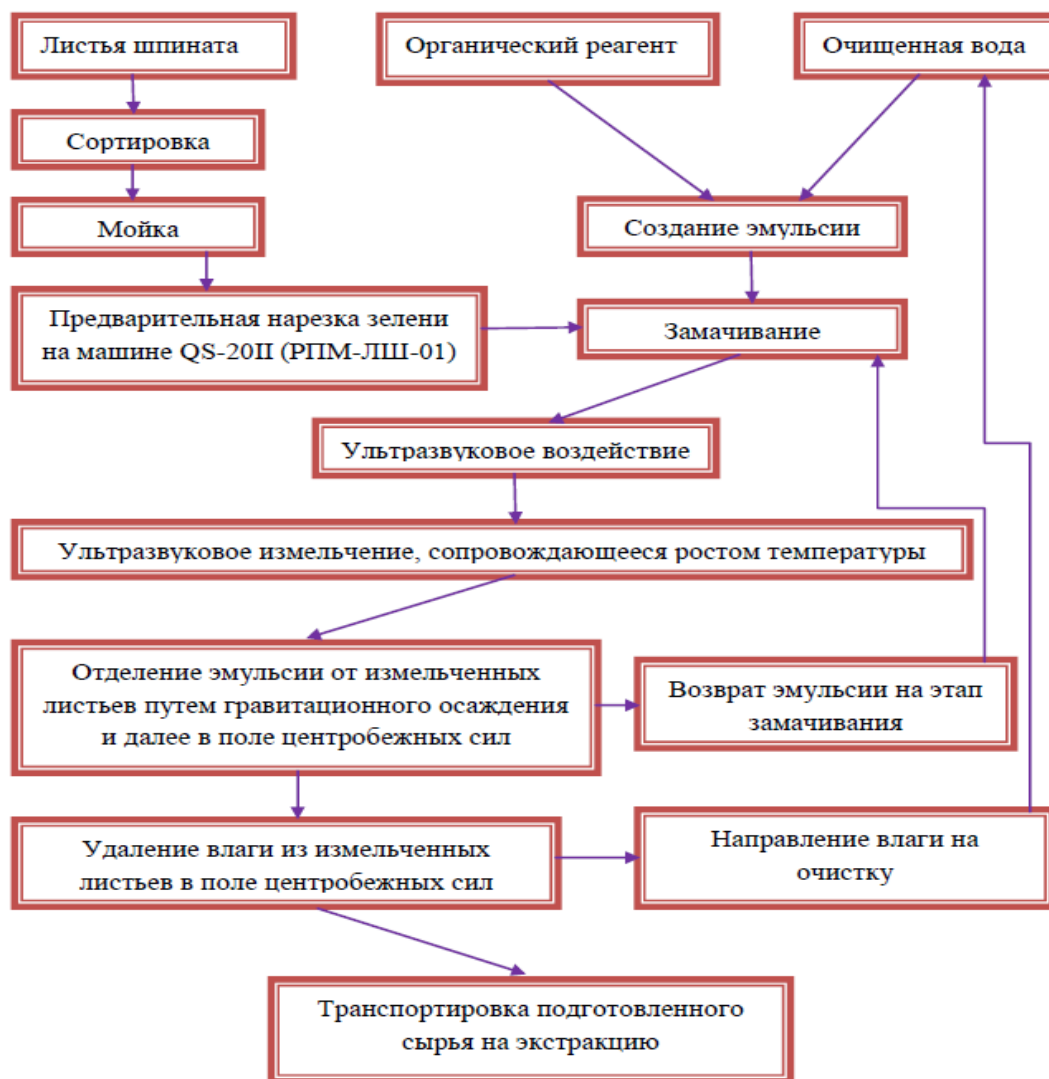 Листья шпината
Органический реагент
Очищенная вода
Сортировка
Мойка
Создание эмульсии
Предварительная нарезка зелени
на машине QS-20II (РПМ-ЛШ-01)
Замачивание
Ультразвуковое воздействие
Ультразвуковое измельчение, сопровождающееся ростом температуры
Отделение эмульсии от измельченных
листьев путем гравитационного осаждения
и далее в поле центробежных сил
Возврат эмульсии на этап
замачивания
Удаление влаги из измельченных
листьев в поле центробежных сил
Направление влаги на
очистку
Транспортировка подготовленного
сырья на экстракцию